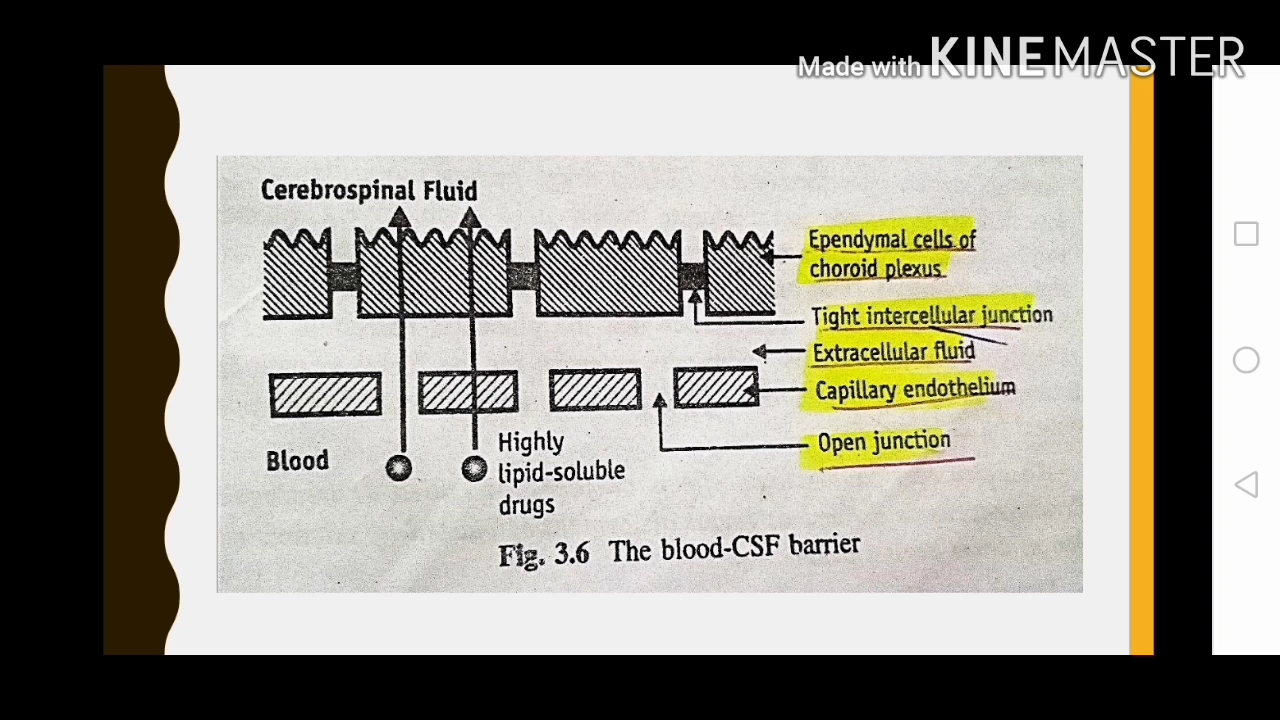 Made with KINEMASTER
Cerebrospinal Fluid
Ependymal cells of
choroid plexus
Tight intercellular junction
Extracellular fluid
Capillary endothelium
Open junction
Blood
Highly
lipid-soluble
drugs
Fig. 3.6 The blood-CSF barrier